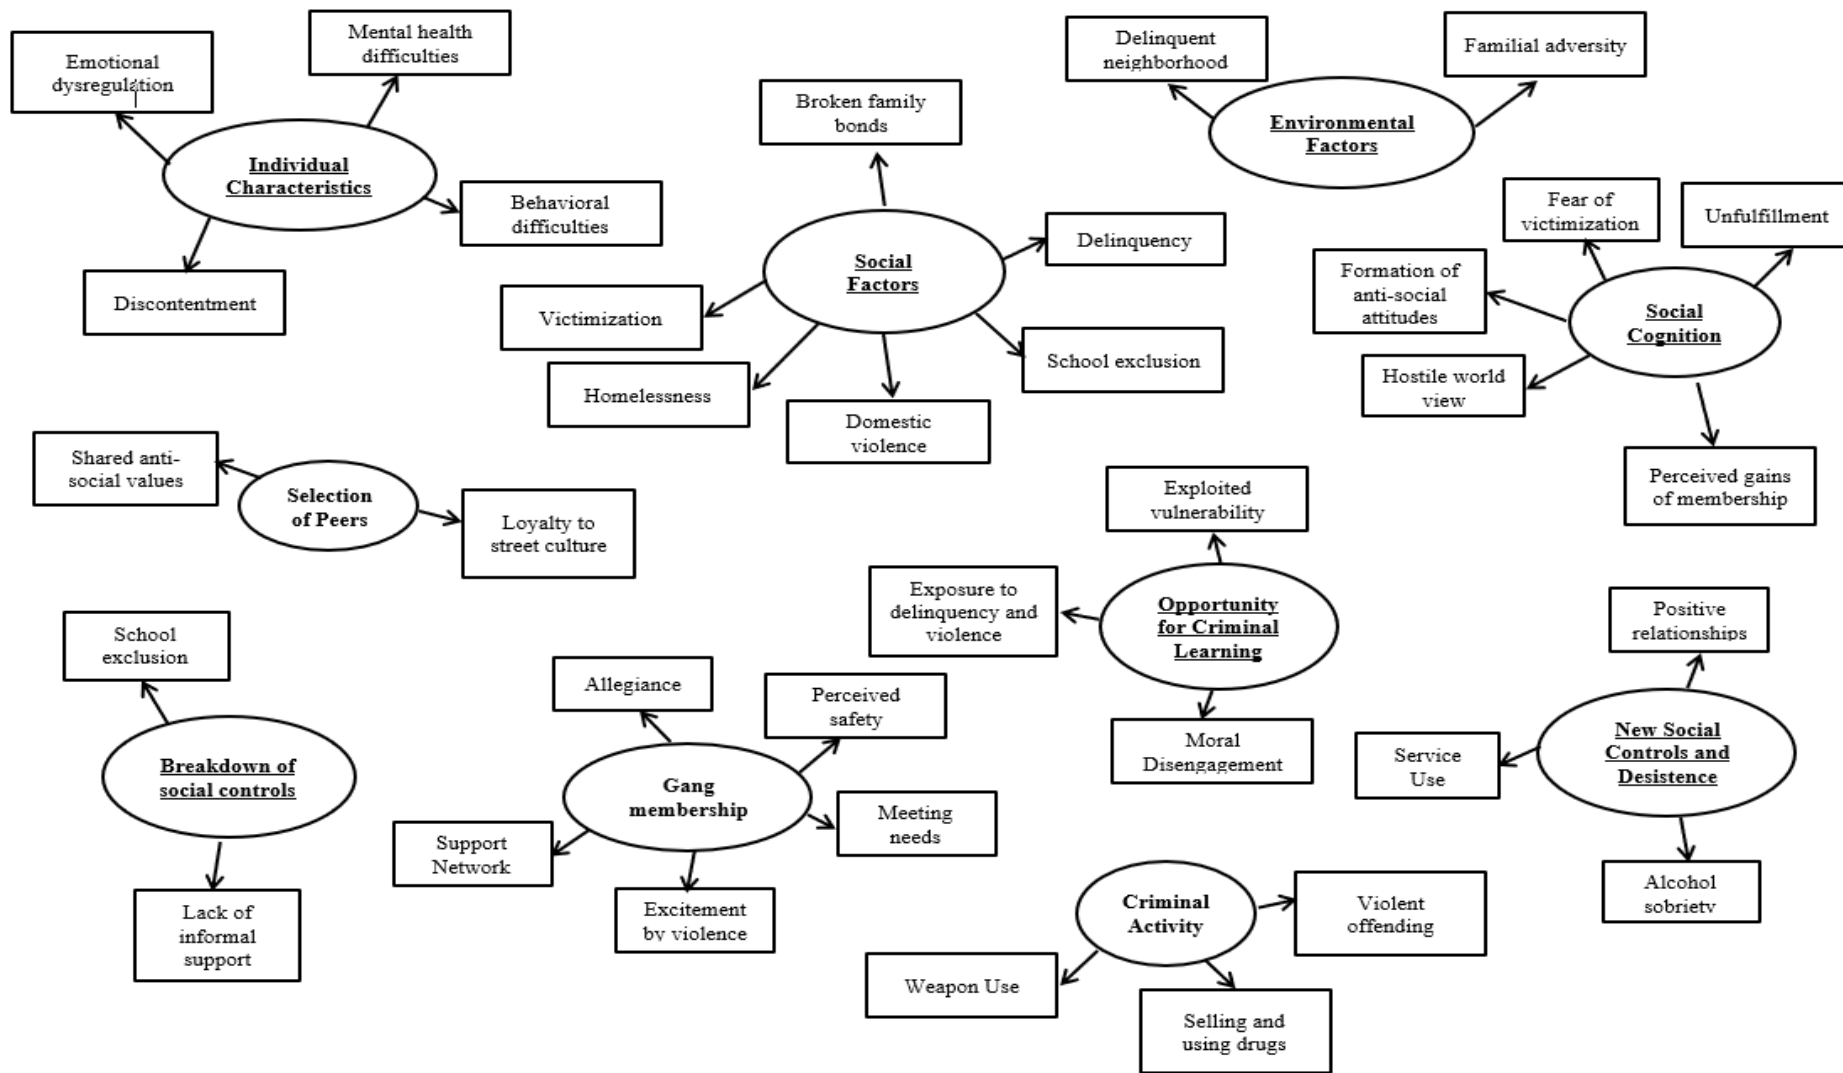 Emotional
dysregulation
Mental health
difficulties
Individual
Characteristics
Behavioral
difficulties
Discontentment
Broken family
bonds
Social
Factors
Delinquency
Victimization
Homelessness
Domestic
violence
School exclusion
Delinquent
neighborhood
Familial adversity
Environmental
Factors
Fear of
victimization
Unfulfillment
Formation of
anti-social
attitudes
Social
Cognition
Hostile world
view
Perceived gains
of membership
Shared anti-
social values
Selection
of Peers
Loyalty to
street culture
Exploited
vulnerability
Exposure to
delinquency and
violence
Opportunity
for Criminal
Learning
Moral
Disengagement
School
exclusion
Breakdown of
social controls
Lack of
informal
support
Allegiance
Perceived
safety
Gang
membership
Meeting
needs
Support
Network
Excitement
by violence
Positive
relationships
New Social
Controls and
Desistence
Service
Use
Alcohol
sobriety
Criminal
Activity
Violent
offending
Weapon Use
Selling and
using drugs